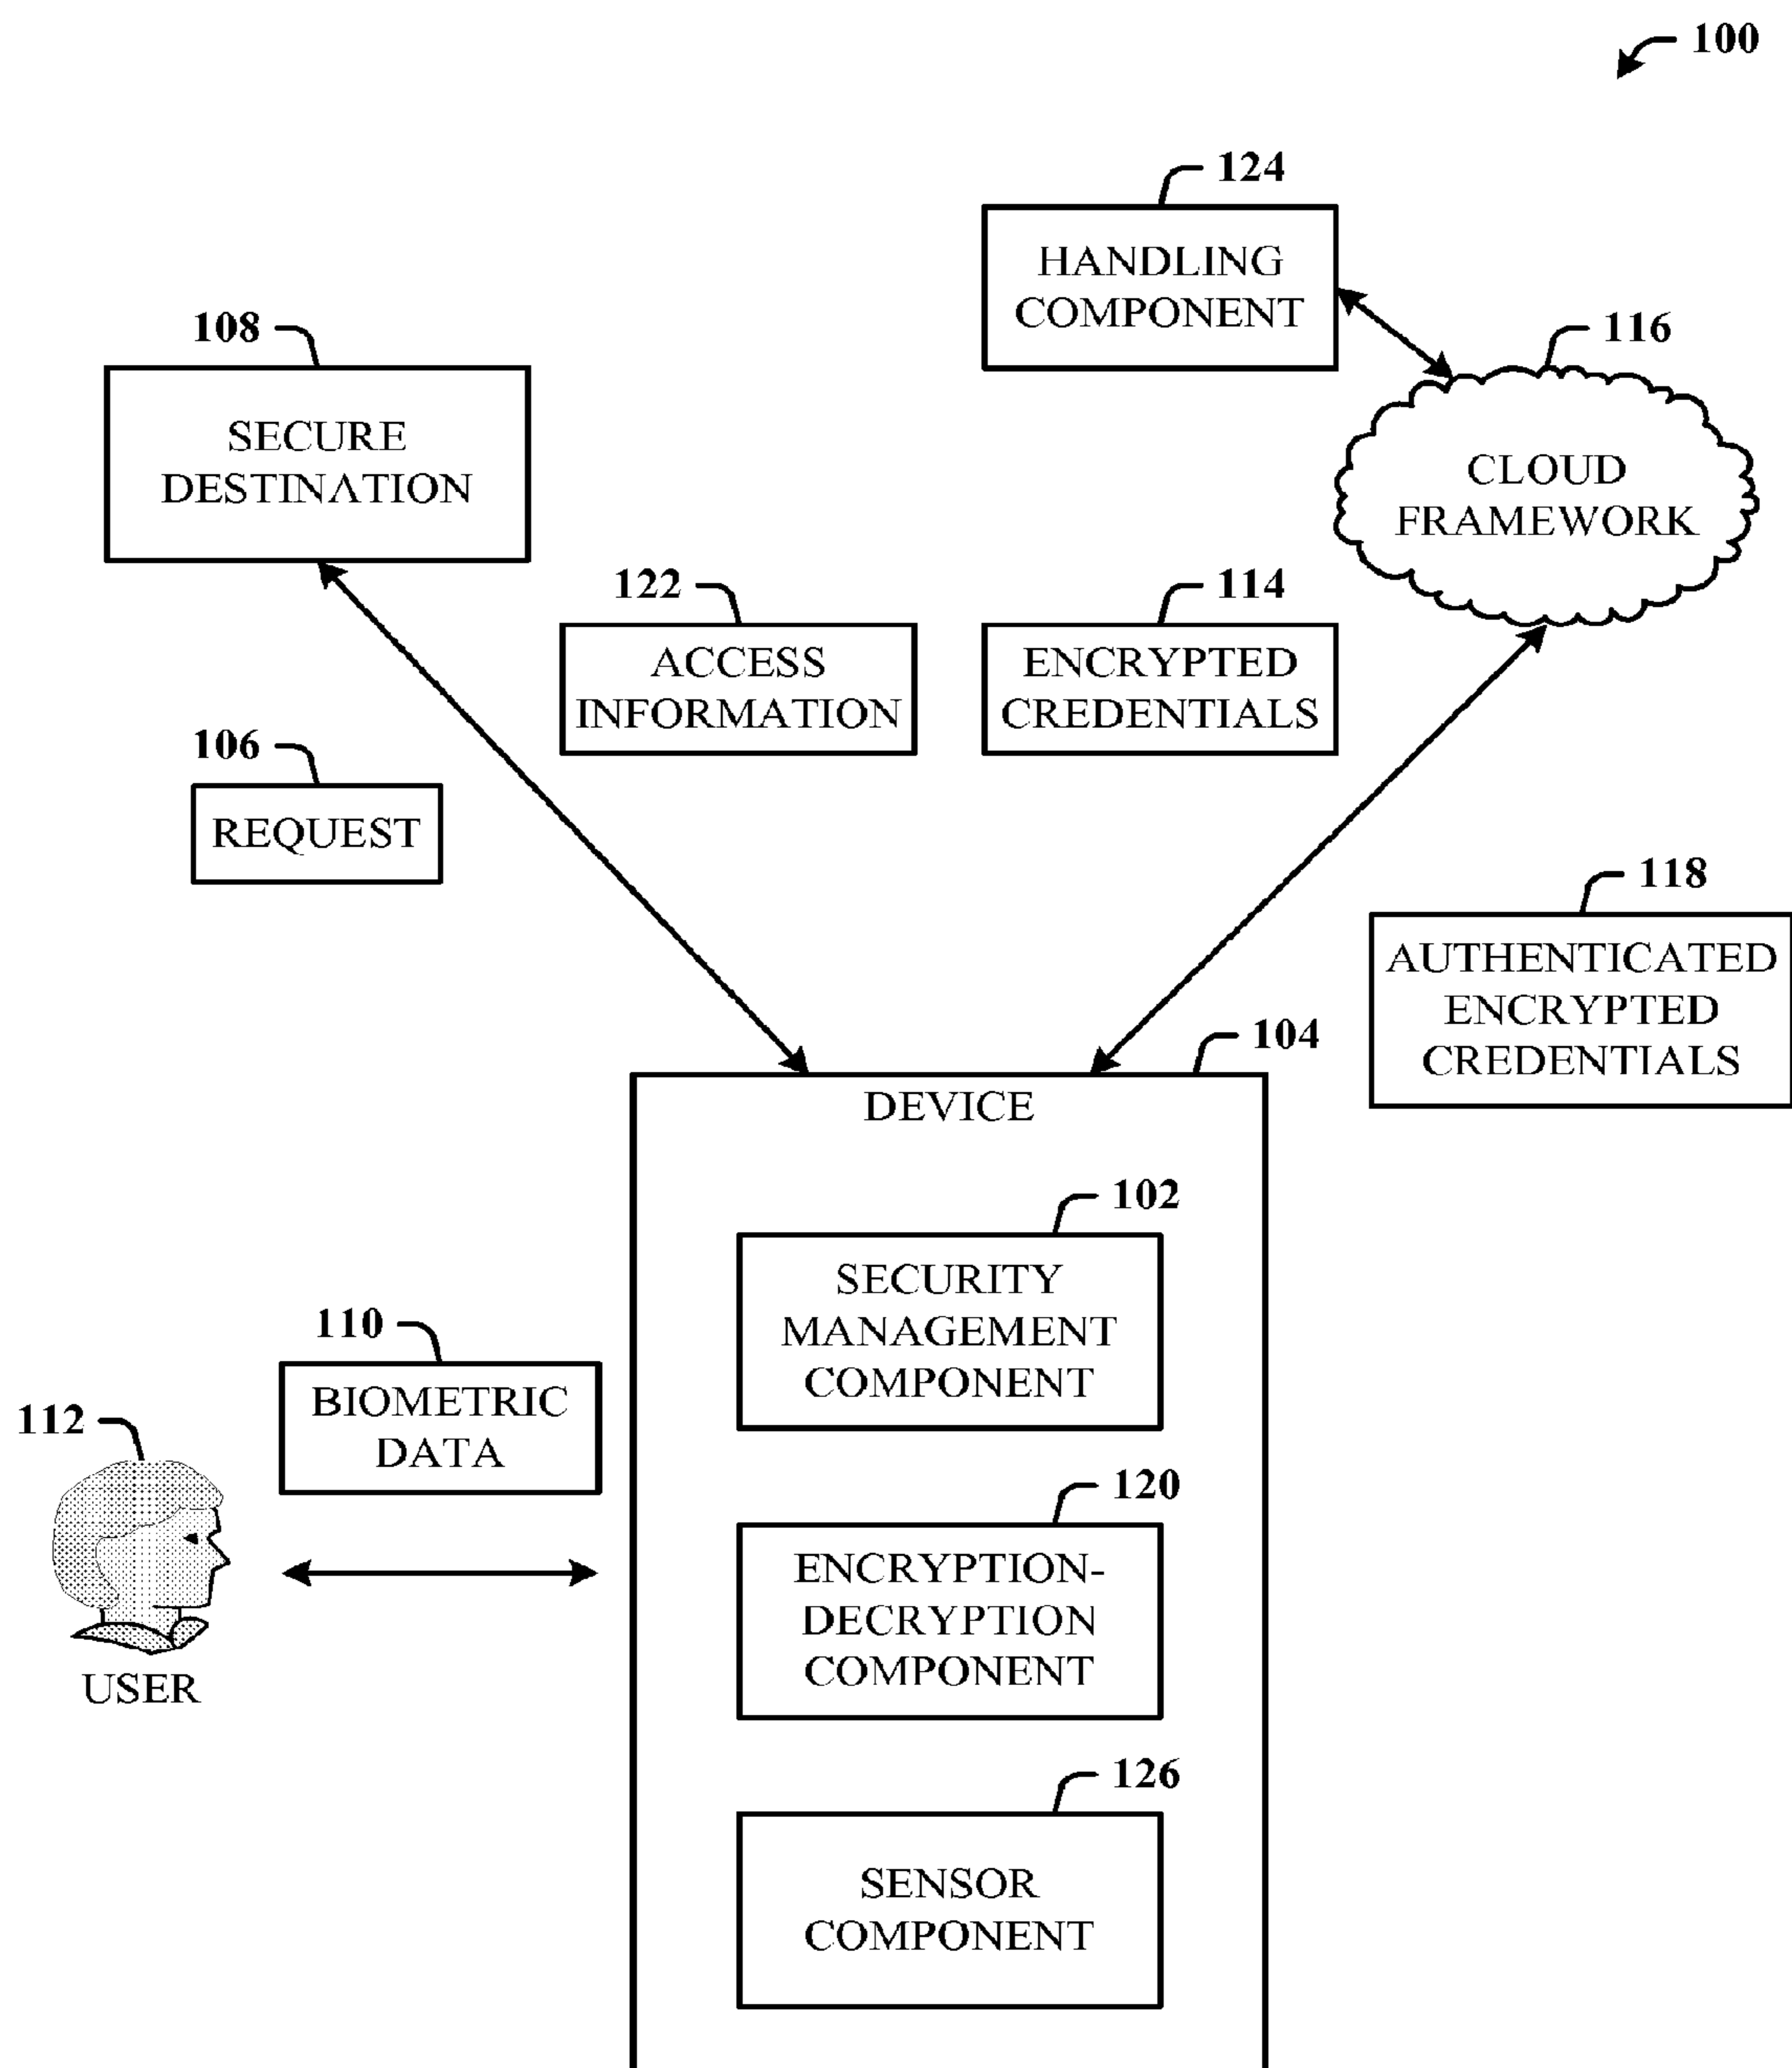 100
124
HANDLING
COMPONENT
108
116
SECURE
DESTINATION
CLOUD
FRAMEWORK
122
114
ACCESS
INFORMATION
ENCRYPTED
CREDENTIALS
106
REQUEST
118
AUTHENTICATED
ENCRYPTED
CREDENTIALS
104
DEVICE
102
SECURITY
MANAGEMENT
COMPONENT
110
BIOMETRIC
DATA
112
USER
120
ENCRYPTION-
DECRYPTION
COMPONENT
126
SENSOR
COMPONENT